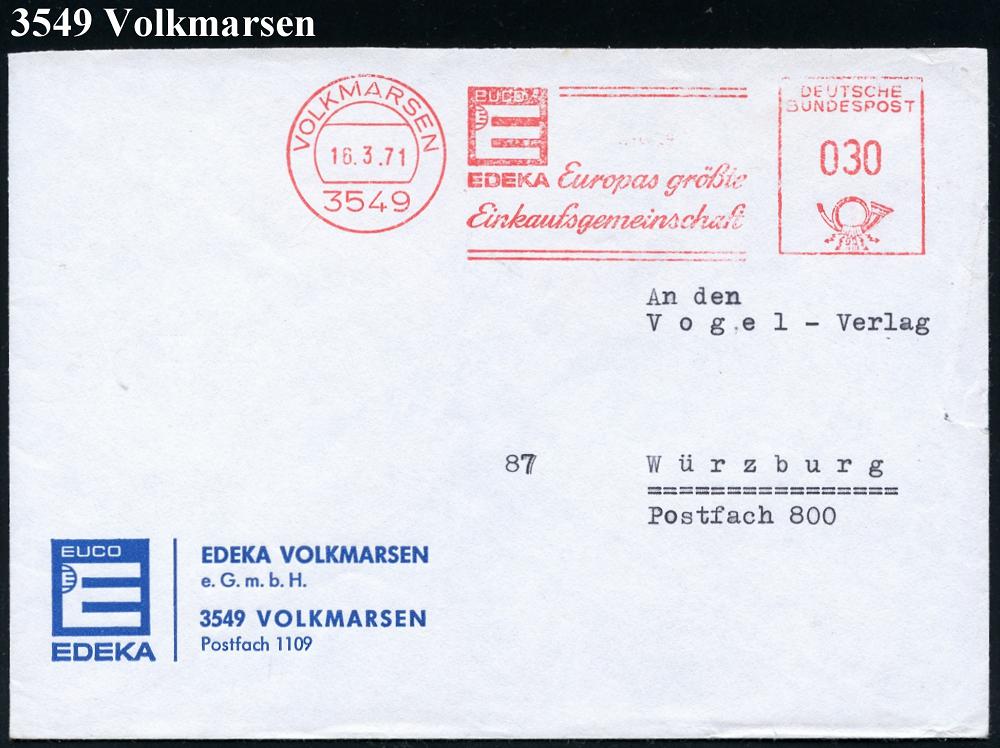 3549 Volkmarsen
VOLKMARSEN
16.3.71
3549
EUCO
EDEKA Europas größte
Einkaufsgemeinschaft
DEUTSCHE
BUNDESPOST
030
An den
V o g e l - Verlag
87 W ü r z b u r g
Postfach 800
EUCO
EDEKA
EDEKA VOLKMARSEN
e. G. m. b. H.
3549 VOLKMARSEN
Postfach 1109